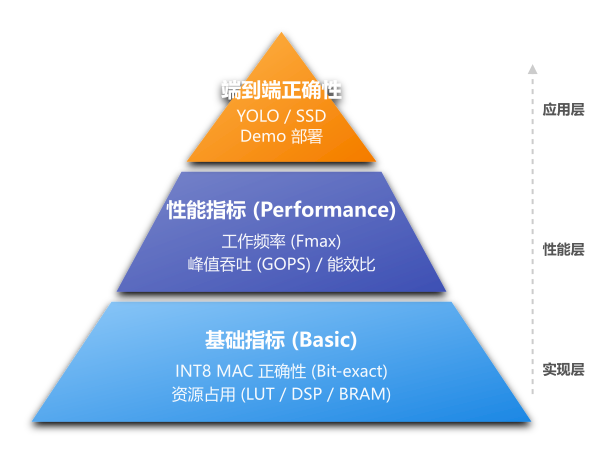 端到端正确性
YOLO / SSD
Demo 部署
应用层
性能指标 (Performance)
工作频率 (Fmax)
峰值吞吐 (GOPS) / 能效比
性能层
基础指标 (Basic)
INT8 MAC 正确性 (Bit-exact)
资源占用 (LUT / DSP / BRAM)
实现层